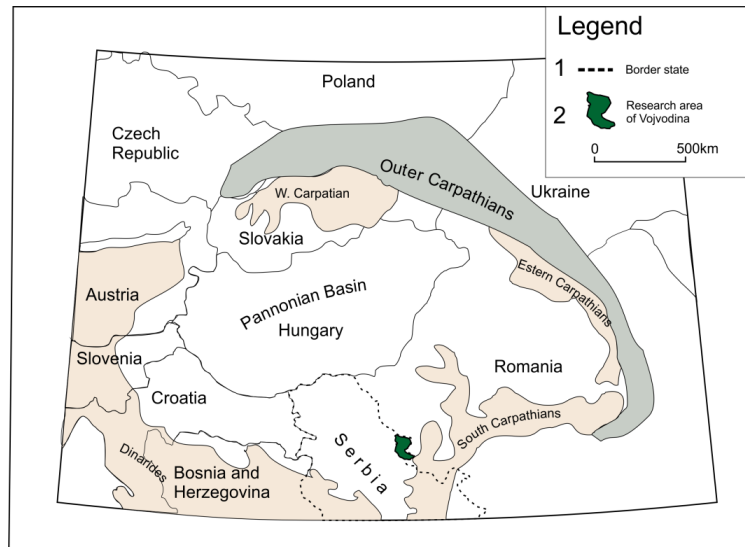 Legend
1 Border state
2 Research area
of Vojvodina
0 500km
Poland
Czech
Republic
Outer Carpathians
Ukraine
W. Carpatian
Slovakia
Estern Carpathians
Austria
Pannonian Basin
Hungary
Slovenia
Romania
Croatia
South Carpathians
Serbia
Dinarides
Bosnia and
Herzegovina